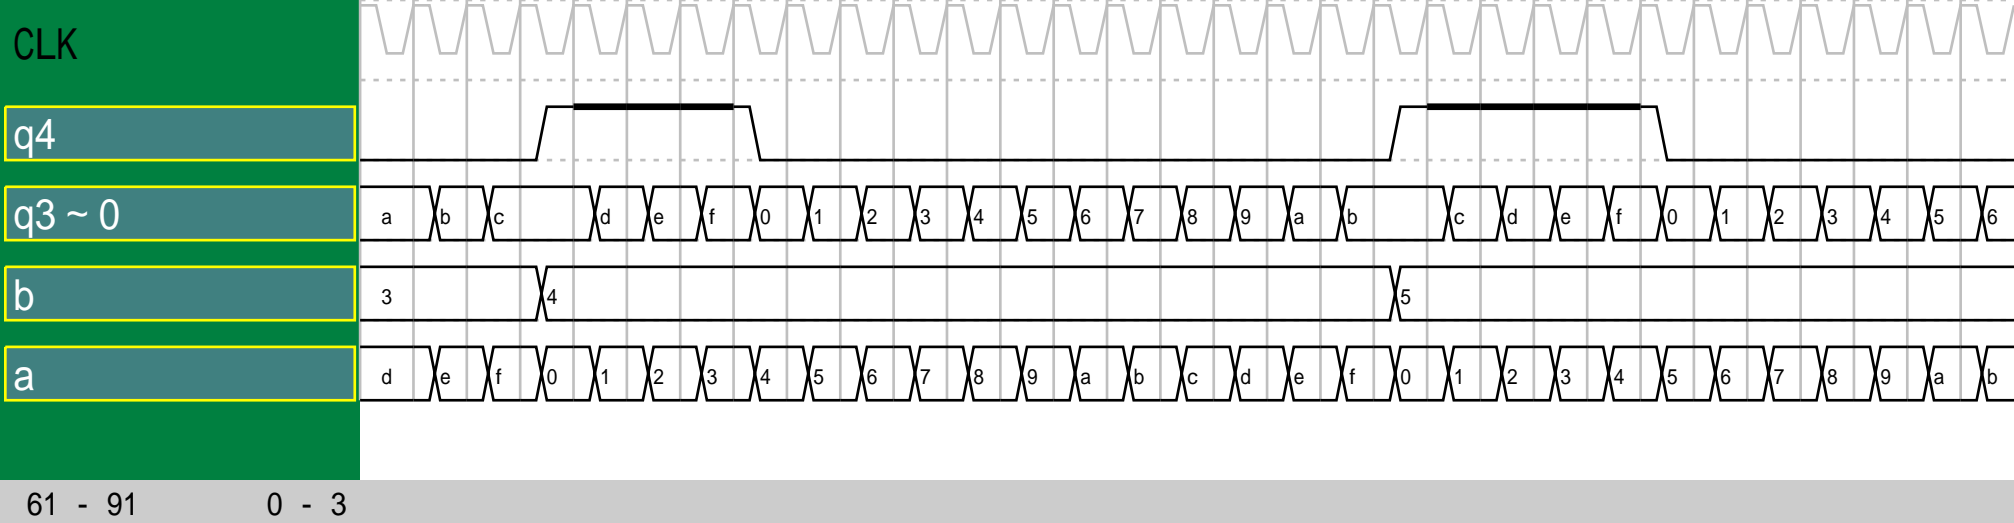 CLK
q4
q3 ~ 0 a b c d e f 0 1 2 3 4 5 6 7 8 9 a b c d e f 0 1 2 3 4 5 6
b 3 4 5
a d e f 0 1 2 3 4 5 6 7 8 9 a b c d e f 0 1 2 3 4 5 6 7 8 9 a b
61 - 91 0 - 3